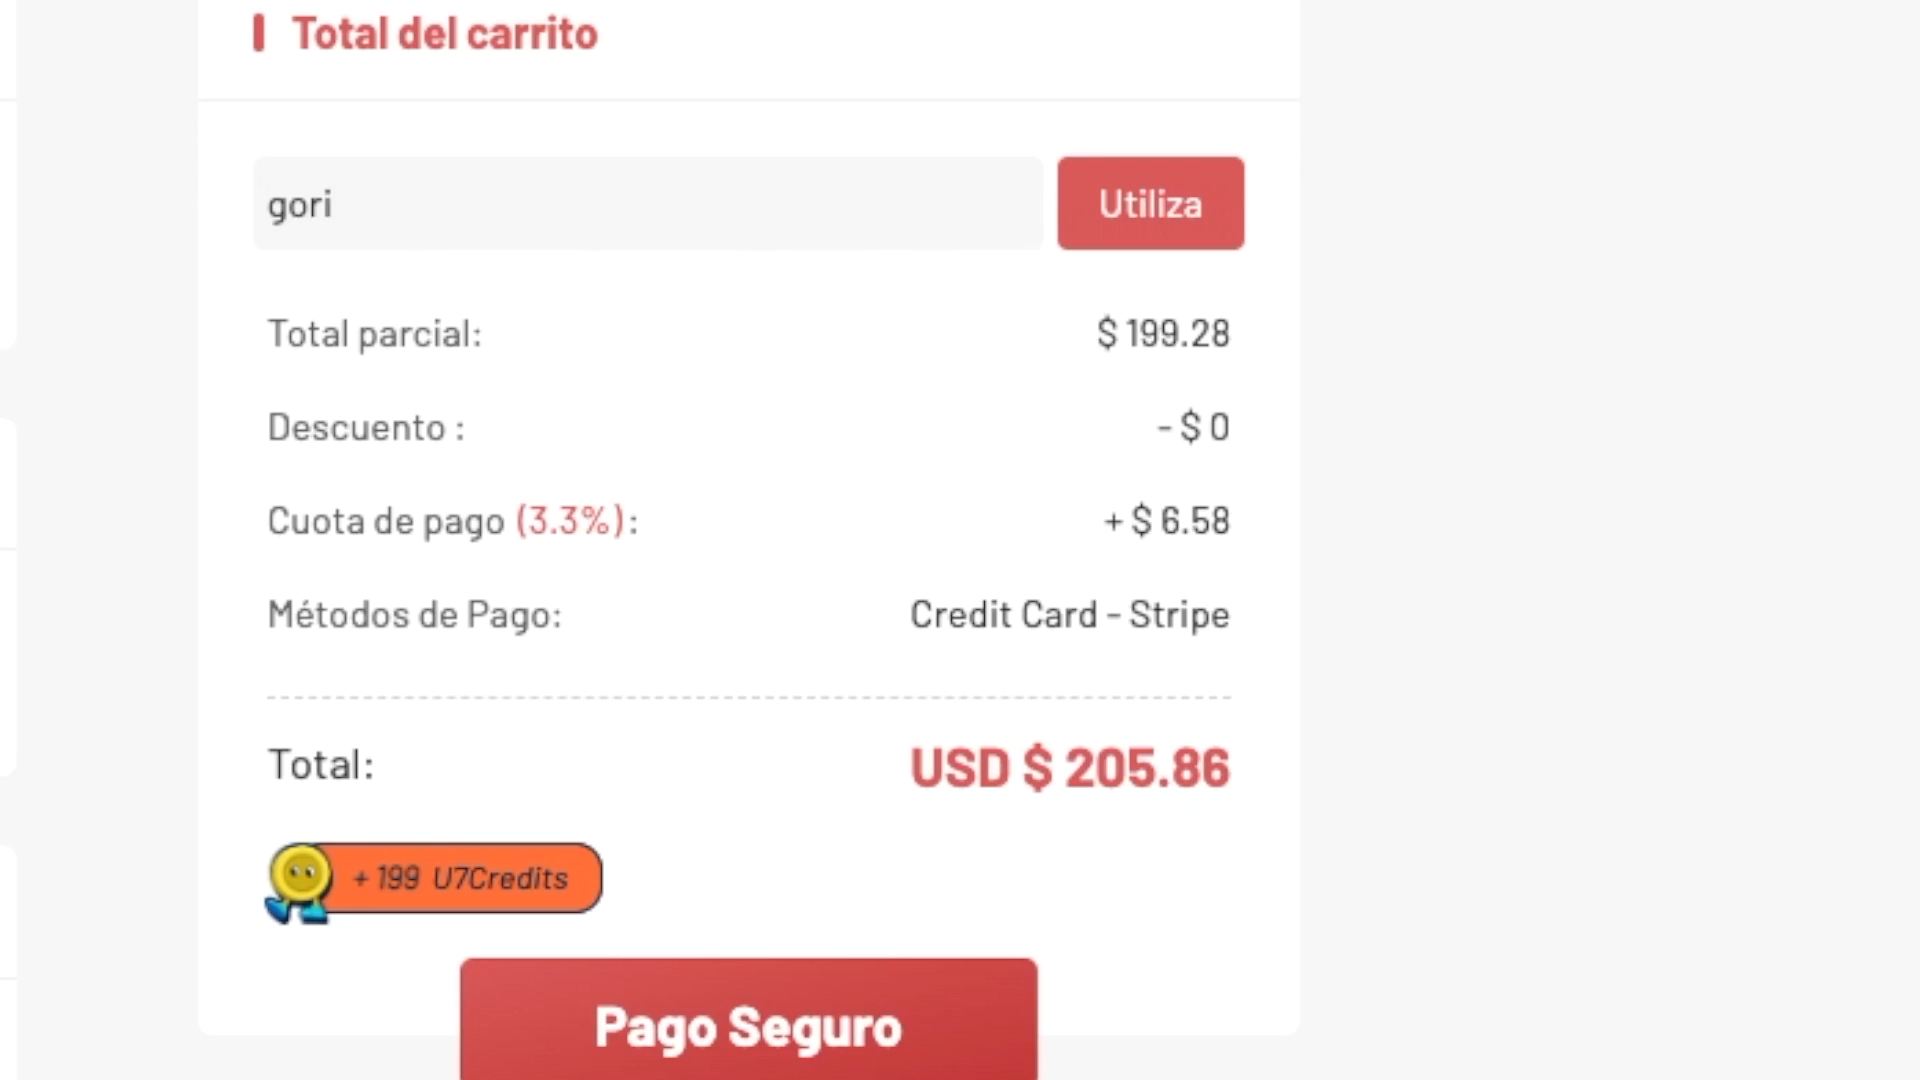 Total del carrito
gori
Utiliza
Total parcial: $ 199.28
Descuento : - $ 0
Cuota de pago (3.3%) : + $ 6.58
Métodos de Pago: Credit Card - Stripe
Total: USD $ 205.86
+ 199 U7Credits
Pago Seguro